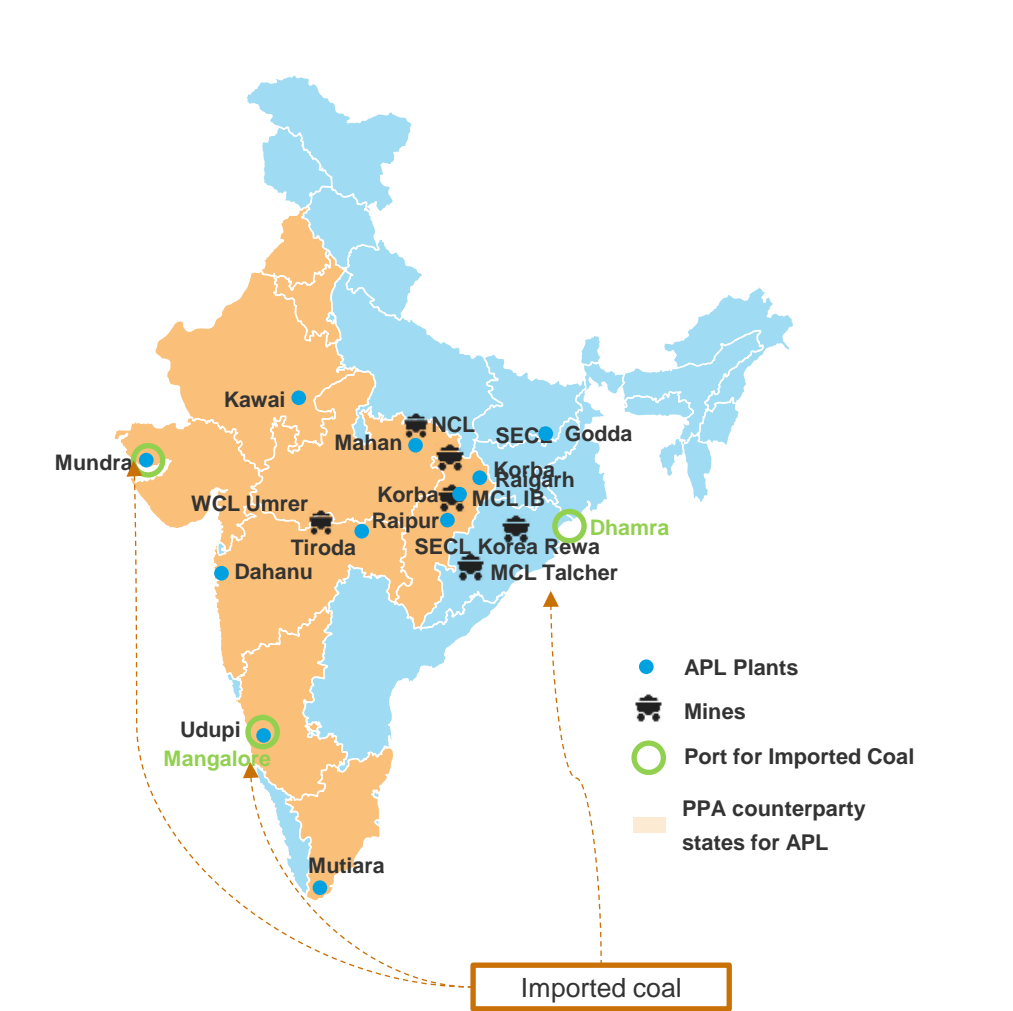 Kawai
NCL
Mahan
SECL
Godda
Mundra
Korba
Raigarh
Korba
MCL IB
WCL Umrer
Raipur
Dhamra
Tiroda
SECL Korea Rewa
Dahanu
MCL Talcher
APL Plants
Mines
Udupi
Mangalore
Port for Imported Coal
PPA counterparty
states for APL
Mutiara
Imported coal